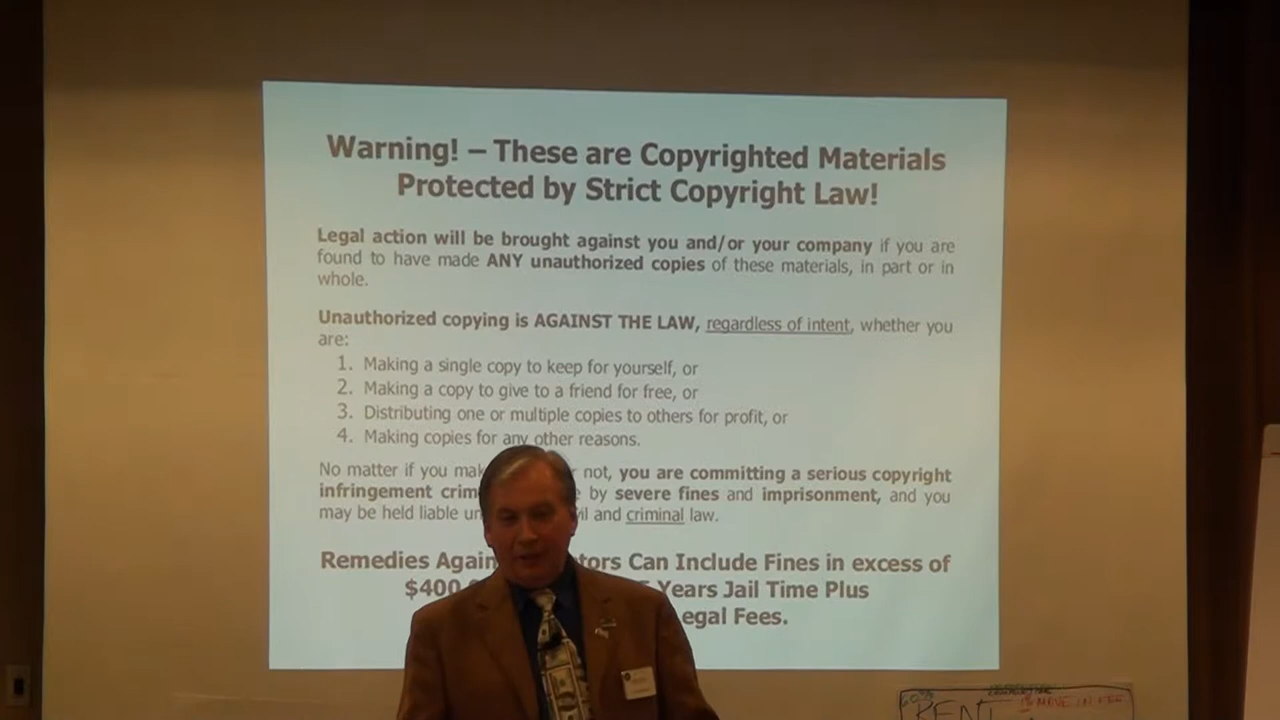 Warning! – These are Copyrighted Materials
Protected by Strict Copyright Law!
Legal action will be brought against you and/or your company if you are
found to have made ANY unauthorized copies of these materials, in part or in
whole.
Unauthorized copying is AGAINST THE LAW, regardless of intent, whether you
are:
1. Making a single copy to keep for yourself, or
2. Making a copy to give to a friend for free, or
3. Distributing one or multiple copies to others for profit, or
4. Making copies for any other reasons.
No matter if you mak not, you are committing a serious copyright
infringement crim by severe fines and imprisonment, and you
may be held liable un and criminal law.
Remedies Again Can Include Fines in excess of
$400 Years Jail Time Plus
egal Fees.
MOVE IN FEE
RENT